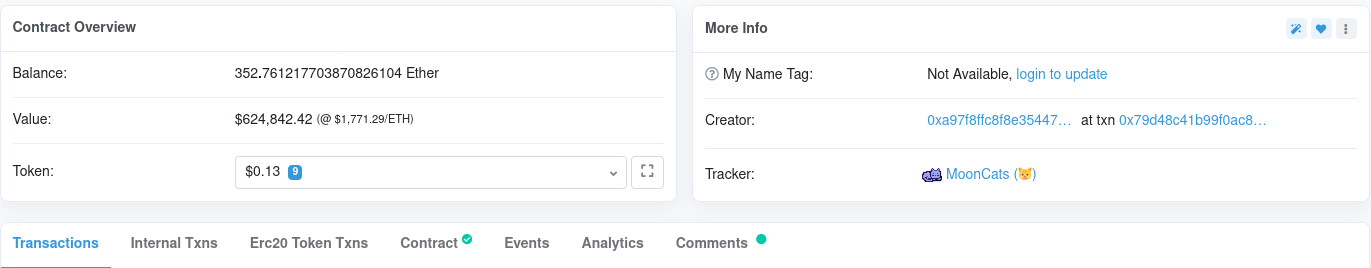 Contract Overview
Balance: 352.761217703870826104 Ether
Value: $624,842.42 (@ $1,771.29/ETH)
Token: $0.13 9
More Info
My Name Tag: Not Available, login to update
Creator: 0xa97f8ffc8f8e35447... at txn 0x79d48c41b99f0ac8...
Tracker: MoonCats (🐱)
Transactions Internal Txns Erc20 Token Txns Contract Events Analytics Comments